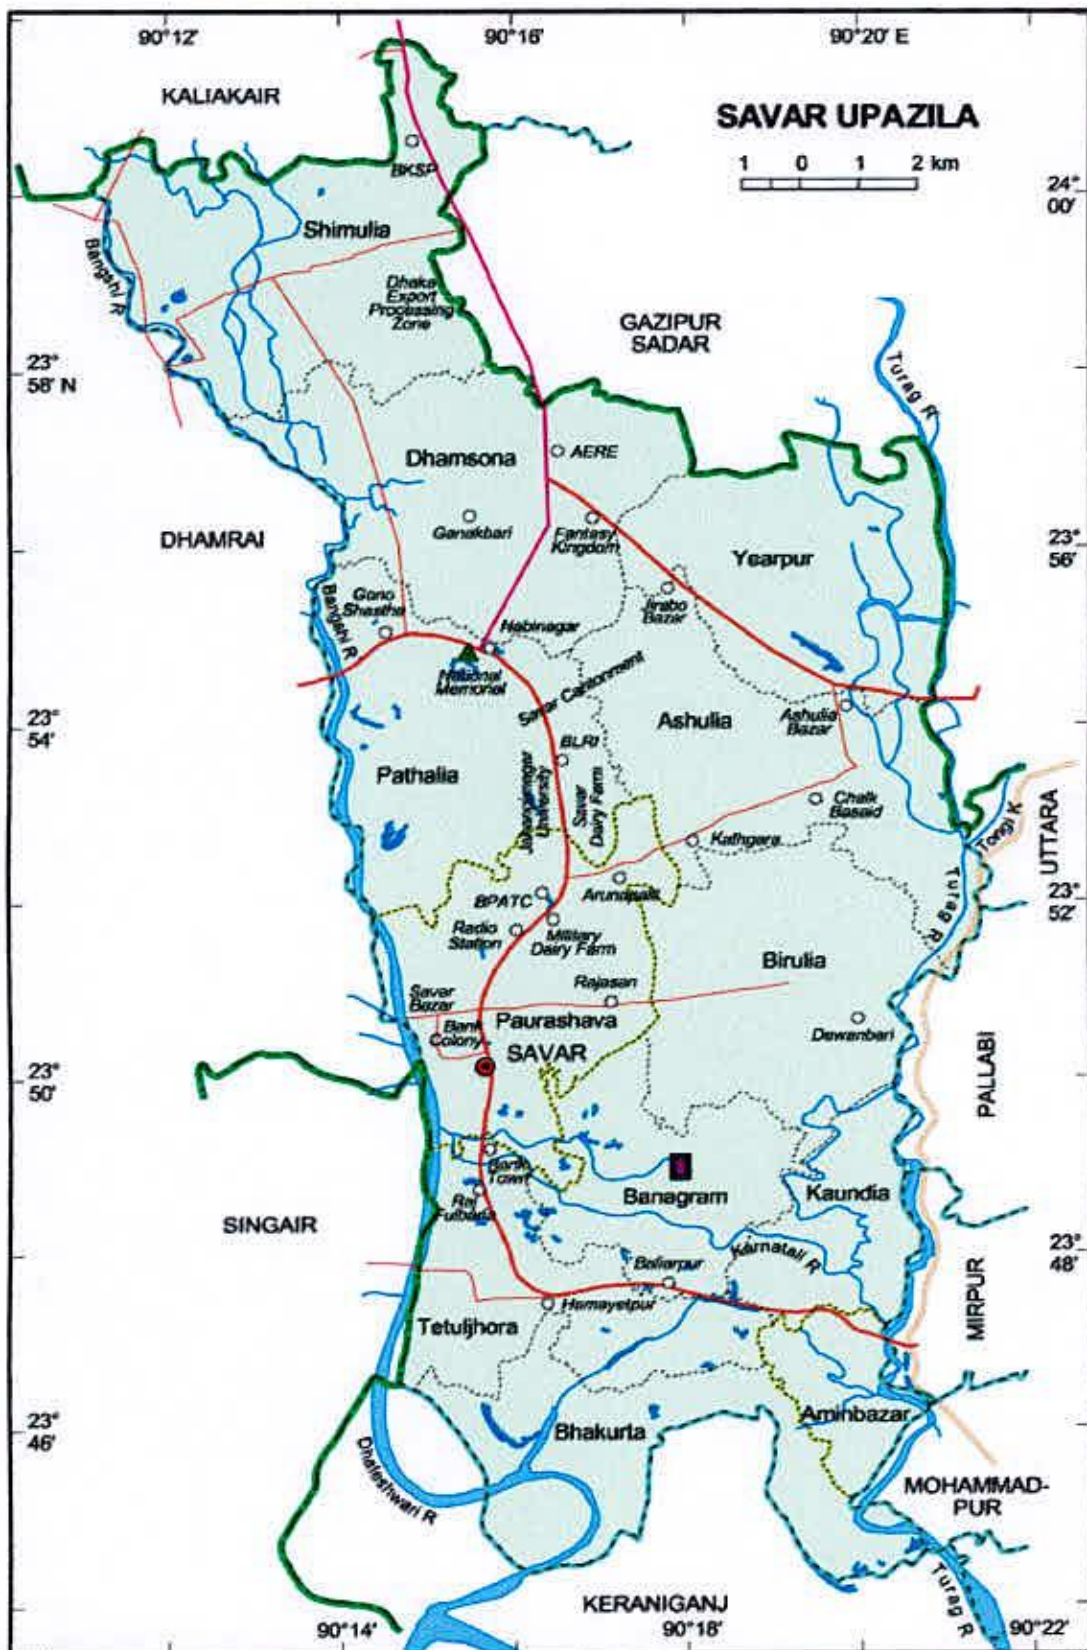 90°12'
90°16'
90°20' E
KALIAKAIR
SAVAR UPAZILA
1 0 1 2 km
BKSP
24°
00'
Shimulia
Bangshi R
Dhaka
Export
Processing
Zone
GAZIPUR
SADAR
Turag R
23°
58' N
Dhamsona
AERE
DHAMRAI
Ganakbari
Fantasy
Kingdom
Yearpur
23°
56'
Gono
Shastha
Bangshi R
Jirabo
Bazar
Nabinagar
National
Memorial
Savar Cantonment
Ashulia
Ashulia
Bazar
23°
54'
BLRI
Pathalia
Jahangirnagar
University
Savar
Dairy Farm
Chalk
Basaid
Kathgara
Tongi K
UTTARA
BPATC
Arunapalli
23°
52'
Radio
Station
Military
Dairy Farm
Turag R
Birulia
Savar
Bazar
Rajasan
Paurashava
Bank
Colony
SAVAR
Dewanbari
PALLABI
23°
50'
Bank
Town
Raj
Fulbaria
Banagram
Kaundia
SINGAIR
Karnatali R
23°
48'
Baliarpur
Hemayetpur
MIRPUR
Tetuljhora
23°
46'
Bhakurta
Aminbazar
Dhaleshwari R
MOHAMMAD-
PUR
KERANIGANJ
Turag R
90°14'
90°18'
90°22'